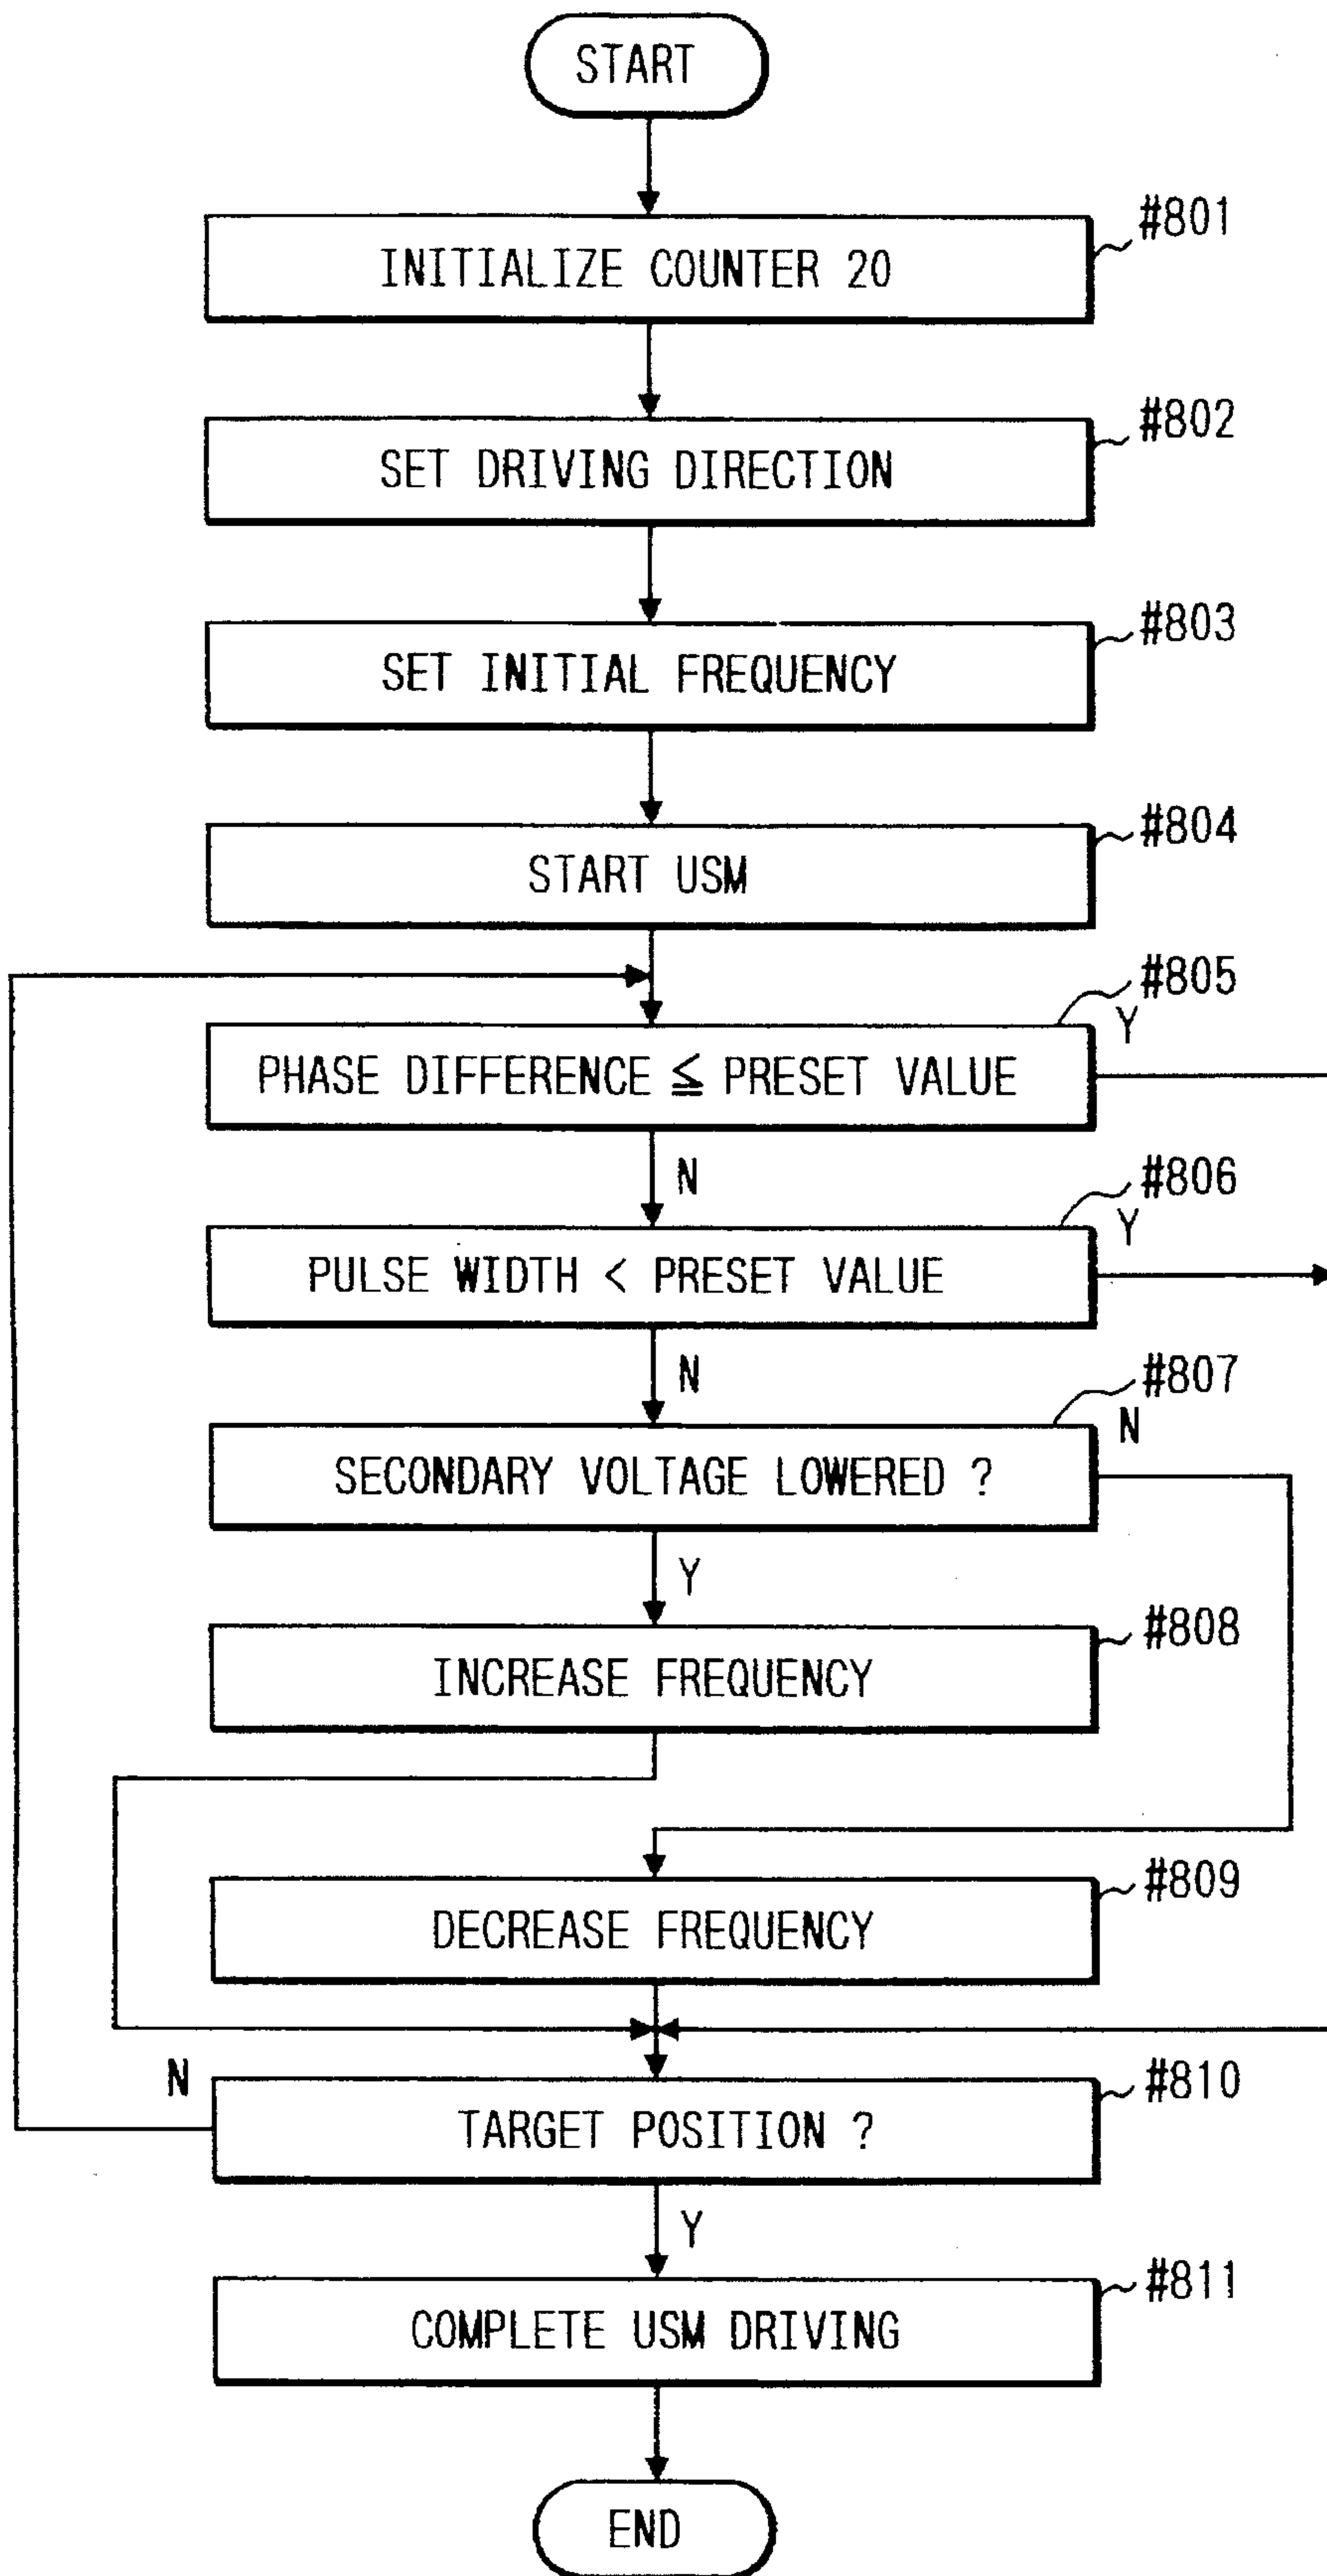 START
#801
INITIALIZE COUNTER 20
#802
SET DRIVING DIRECTION
#803
SET INITIAL FREQUENCY
#804
START USM
#805
Y
PHASE DIFFERENCE ≦ PRESET VALUE
N
#806
Y
PULSE WIDTH < PRESET VALUE
N
#807
N
SECONDARY VOLTAGE LOWERED ?
Y
#808
INCREASE FREQUENCY
#809
DECREASE FREQUENCY
N
#810
TARGET POSITION ?
Y
#811
COMPLETE USM DRIVING
END